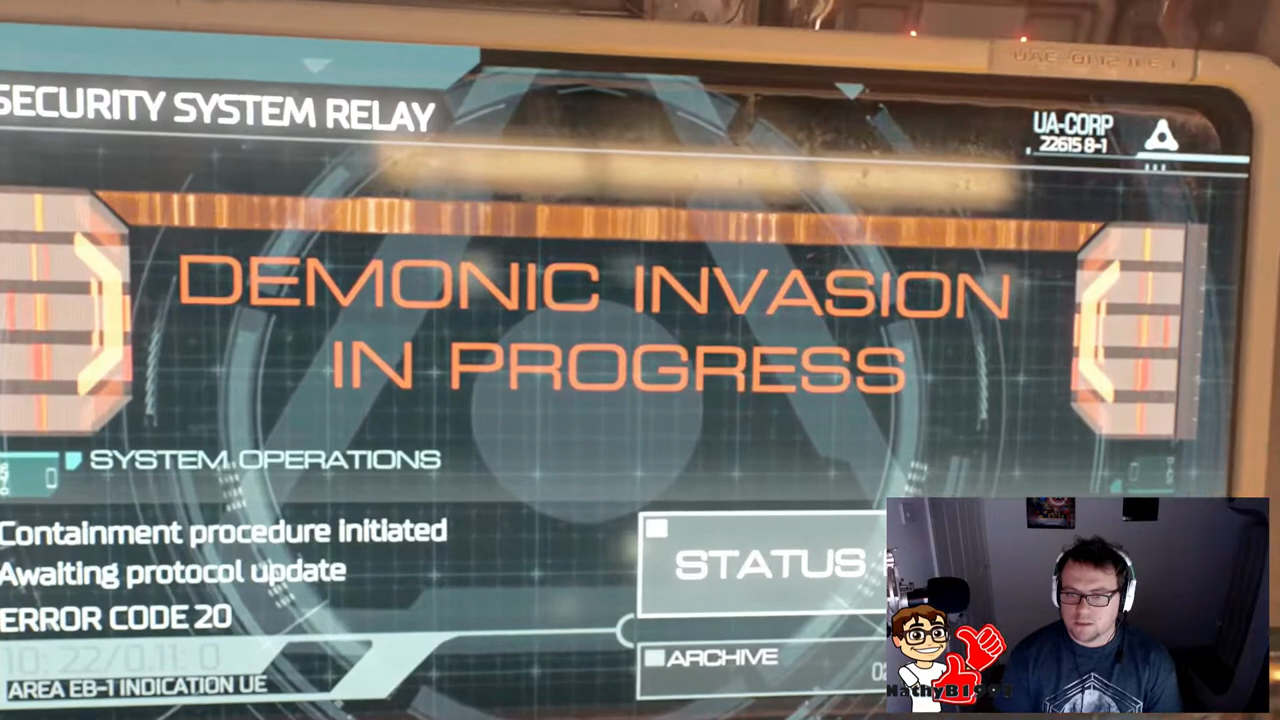 SECURITY SYSTEM RELAY
UA-CORP
22615 8-1
DEMONIC INVASION
IN PROGRESS
SYSTEM OPERATIONS
Containment procedure initiated
Awaiting protocol update
ERROR CODE 20
AREA EB-1 INDICATION UE
STATUS
ARCHIVE